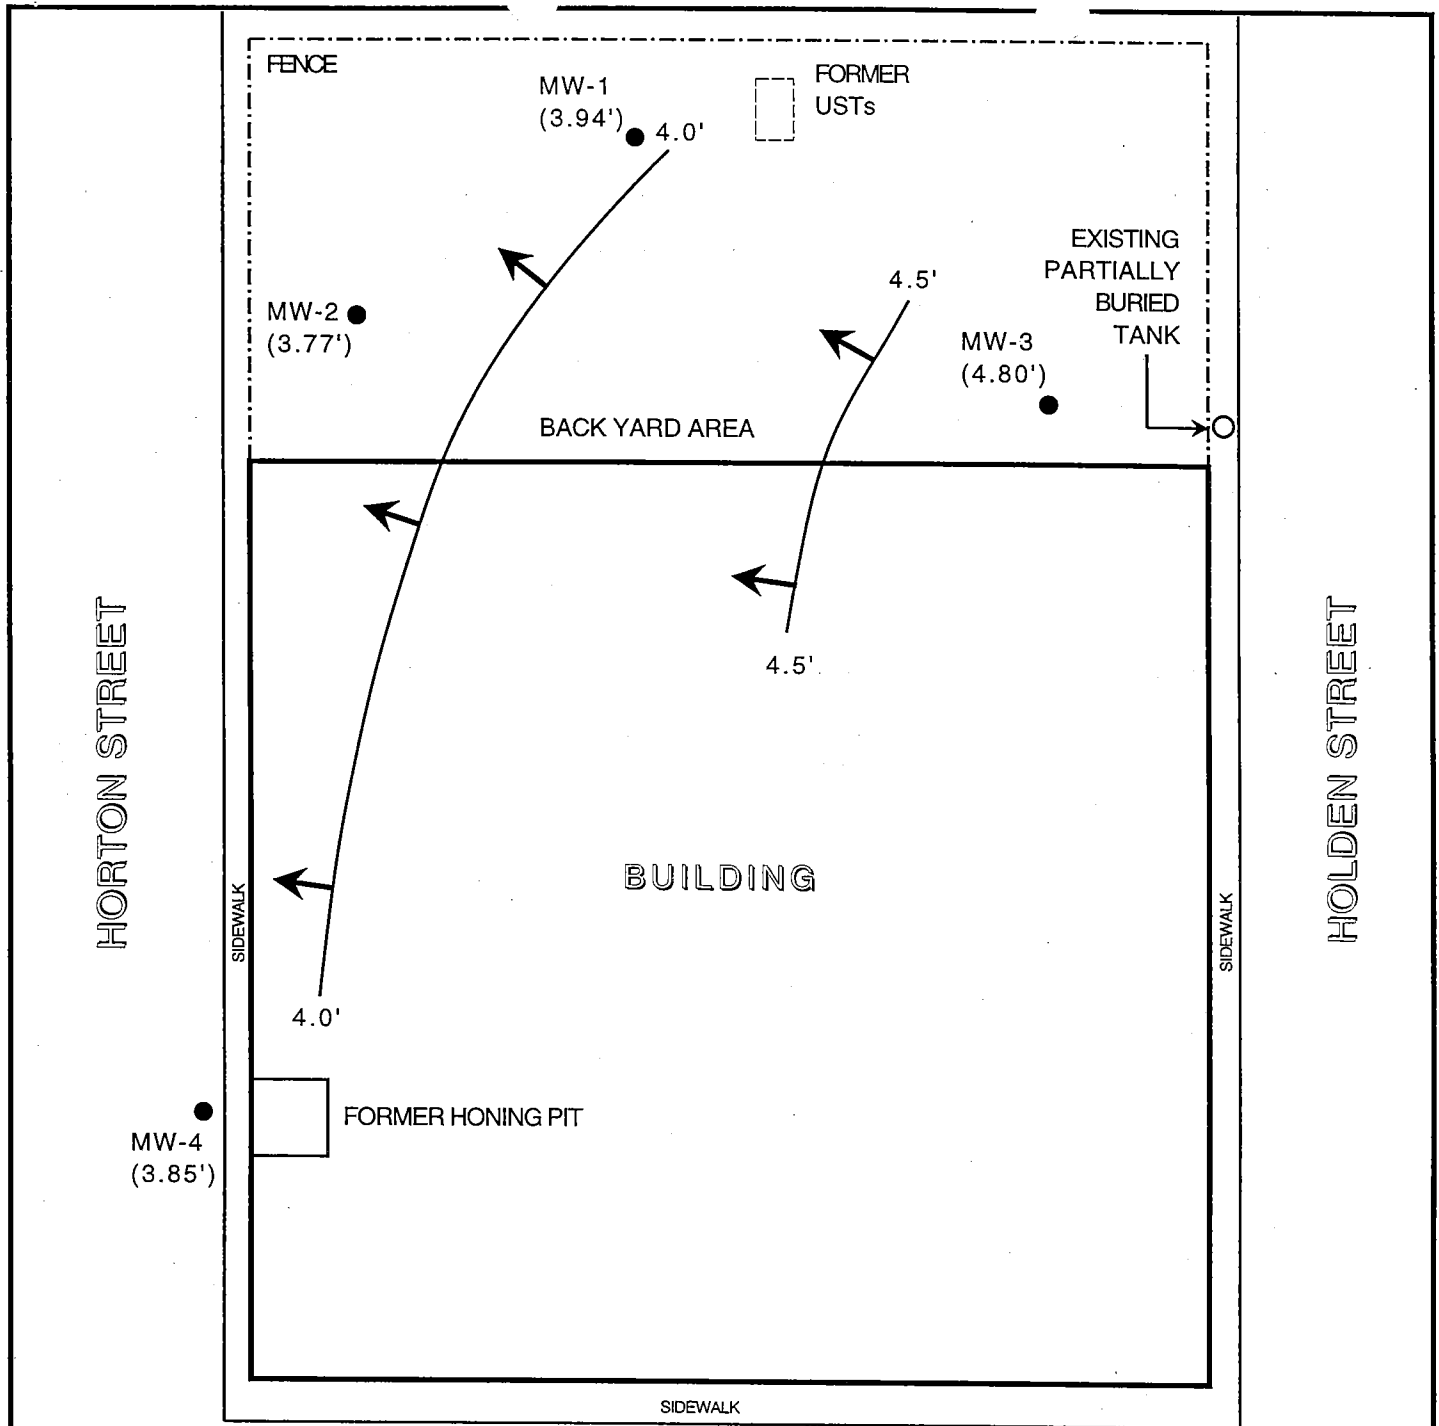 FENCE
MW-1
(3.94')
4.0'
FORMER
USTs
EXISTING
PARTIALLY
BURIED
TANK
4.5'
MW-2
(3.77')
MW-3
(4.80')
BACK YARD AREA
4.5'
HORTON STREET
HOLDEN STREET
BUILDING
SIDEWALK
SIDEWALK
4.0'
FORMER HONING PIT
MW-4
(3.85')
SIDEWALK